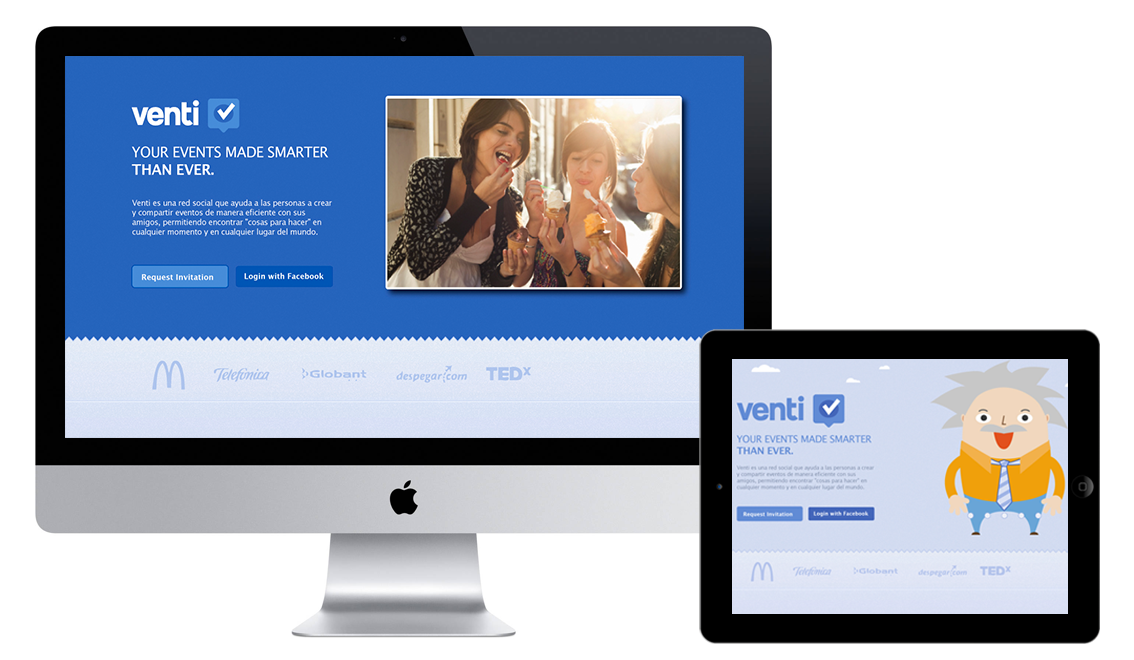 venti
YOUR EVENTS MADE SMARTER
THAN EVER.
Venti es una red social que ayuda a las personas a crear
y compartir eventos de manera eficiente con sus
amigos, permitiendo encontrar "cosas para hacer" en
cualquier momento y en cualquier lugar del mundo.
Request Invitation
Login with Facebook
Telefónica
Globant
despegar.com
TEDx
venti
YOUR EVENTS MADE SMARTER
THAN EVER.
Venti es una red social que ayuda a las personas a crear
y compartir eventos de manera eficiente con sus
amigos, permitiendo encontrar "cosas para hacer" en
cualquier momento y en cualquier lugar del mundo.
Request Invitation
Login with Facebook
Telefónica
Globant
despegar.com
TEDx